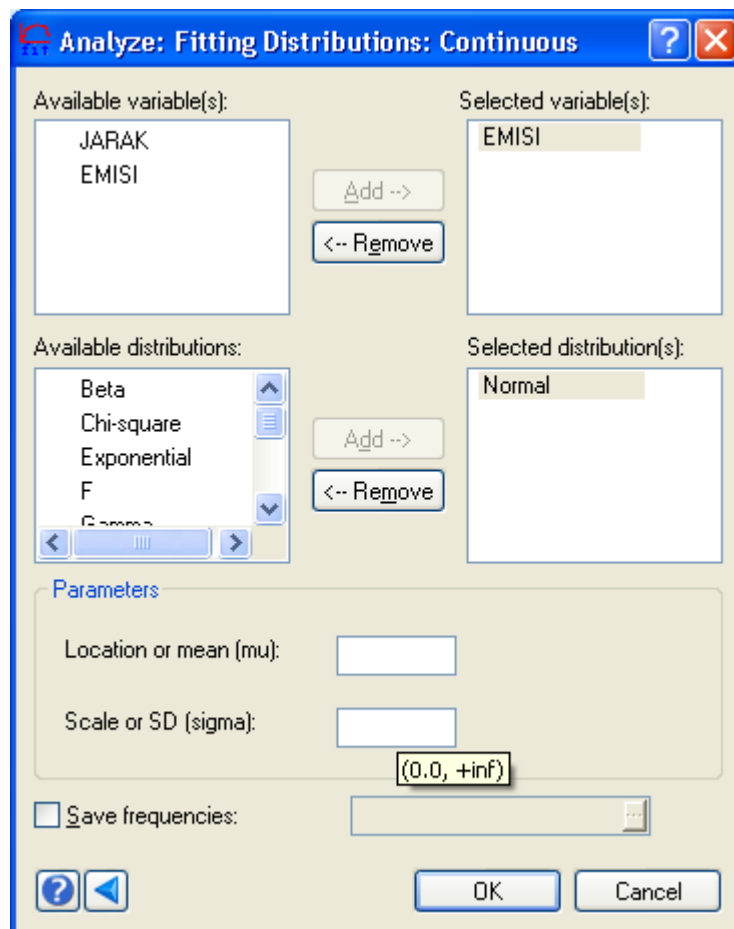 Analyze: Fitting Distributions: Continuous
Available variable(s):
JARAK
EMISI
Add -->
<-- Remove
Selected variable(s):
EMISI
Available distributions:
Beta
Chi-square
Exponential
F
Gamma
Add -->
<-- Remove
Selected distribution(s):
Normal
Parameters
Location or mean (mu):
Scale or SD (sigma):
(0.0, +inf)
Save frequencies:
...
OK
Cancel